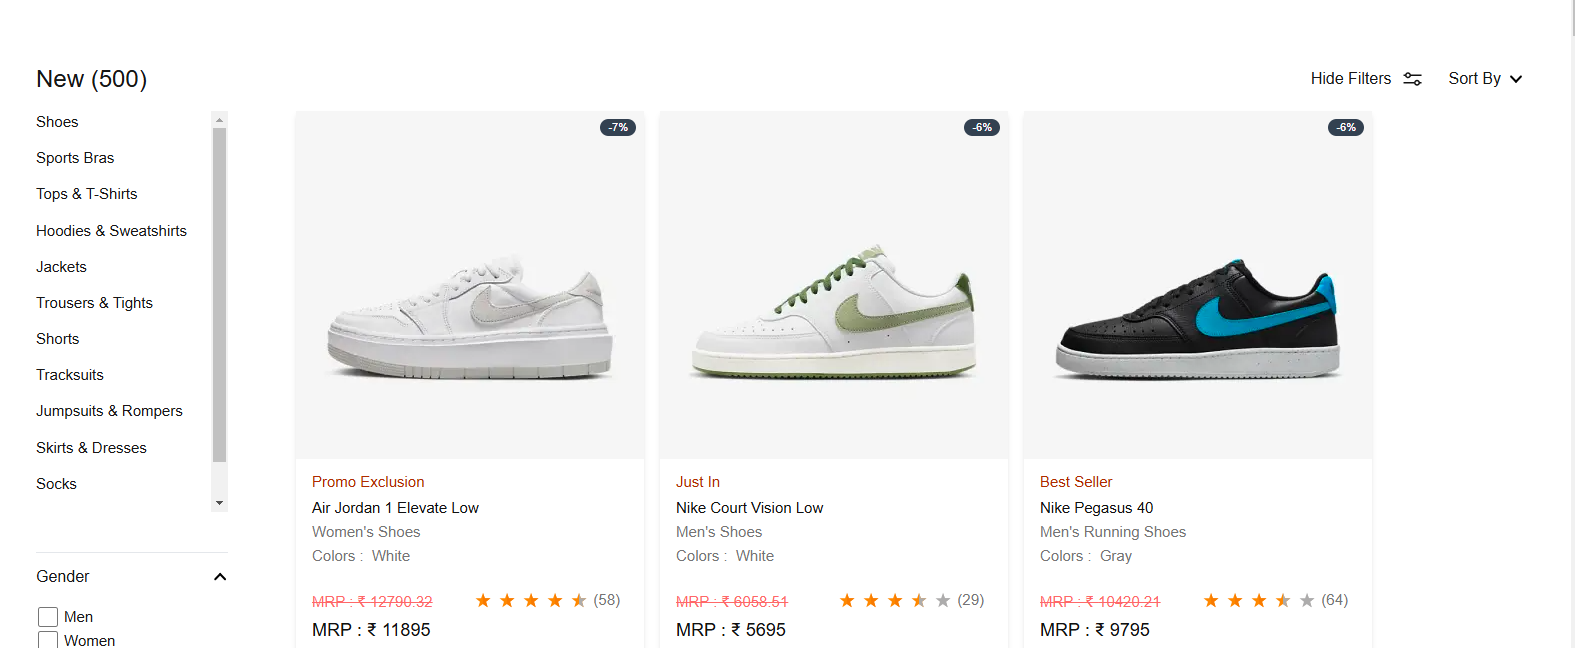 New (500)
Hide Filters
Sort By
Shoes
Sports Bras
Tops & T-Shirts
Hoodies & Sweatshirts
Jackets
Trousers & Tights
Shorts
Tracksuits
Jumpsuits & Rompers
Skirts & Dresses
Socks
Gender
Men
Women
-7%
Promo Exclusion
Air Jordan 1 Elevate Low
Women's Shoes
Colors : White
MRP : ₹ 12790.32
(58)
MRP : ₹ 11895
-6%
Just In
Nike Court Vision Low
Men's Shoes
Colors : White
MRP : ₹ 6058.51
(29)
MRP : ₹ 5695
-6%
Best Seller
Nike Pegasus 40
Men's Running Shoes
Colors : Gray
MRP : ₹ 10420.21
(64)
MRP : ₹ 9795